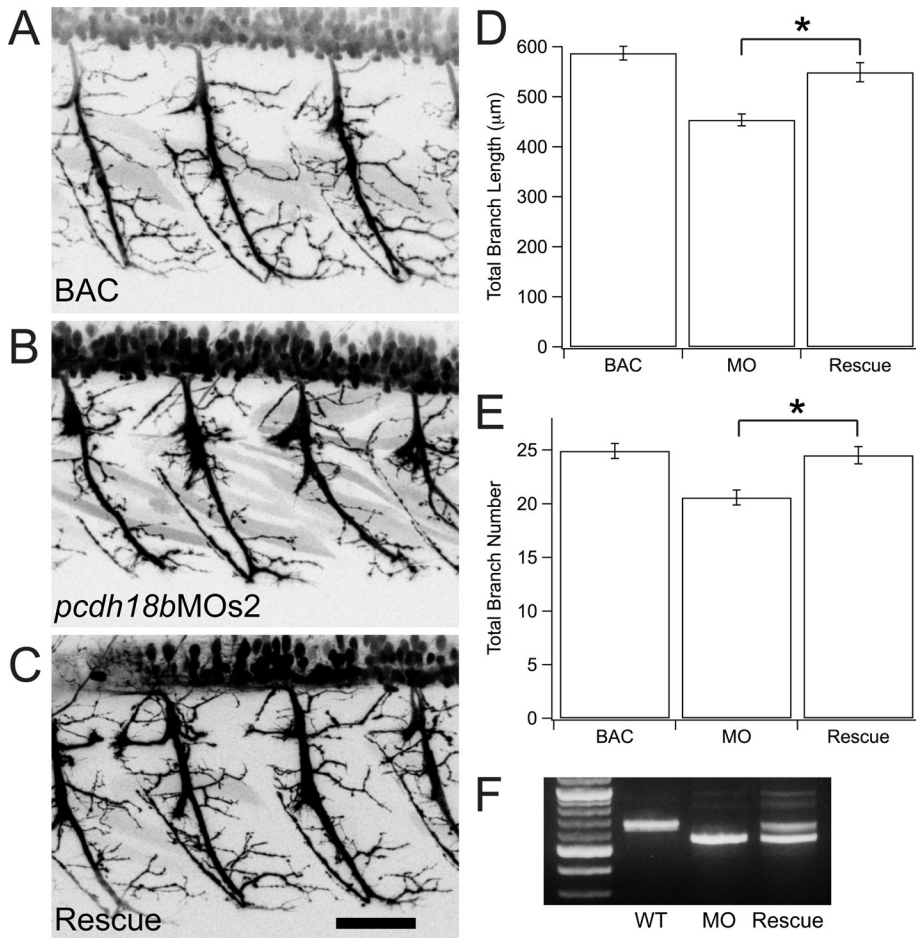 A
BAC
B
pcdh18bMOs2
C
Rescue
D
Total Branch Length (μm)
600
500
400
300
200
100
0
BAC MO Rescue
*
E
Total Branch Number
25
20
15
10
5
0
BAC MO Rescue
*
F
WT MO Rescue